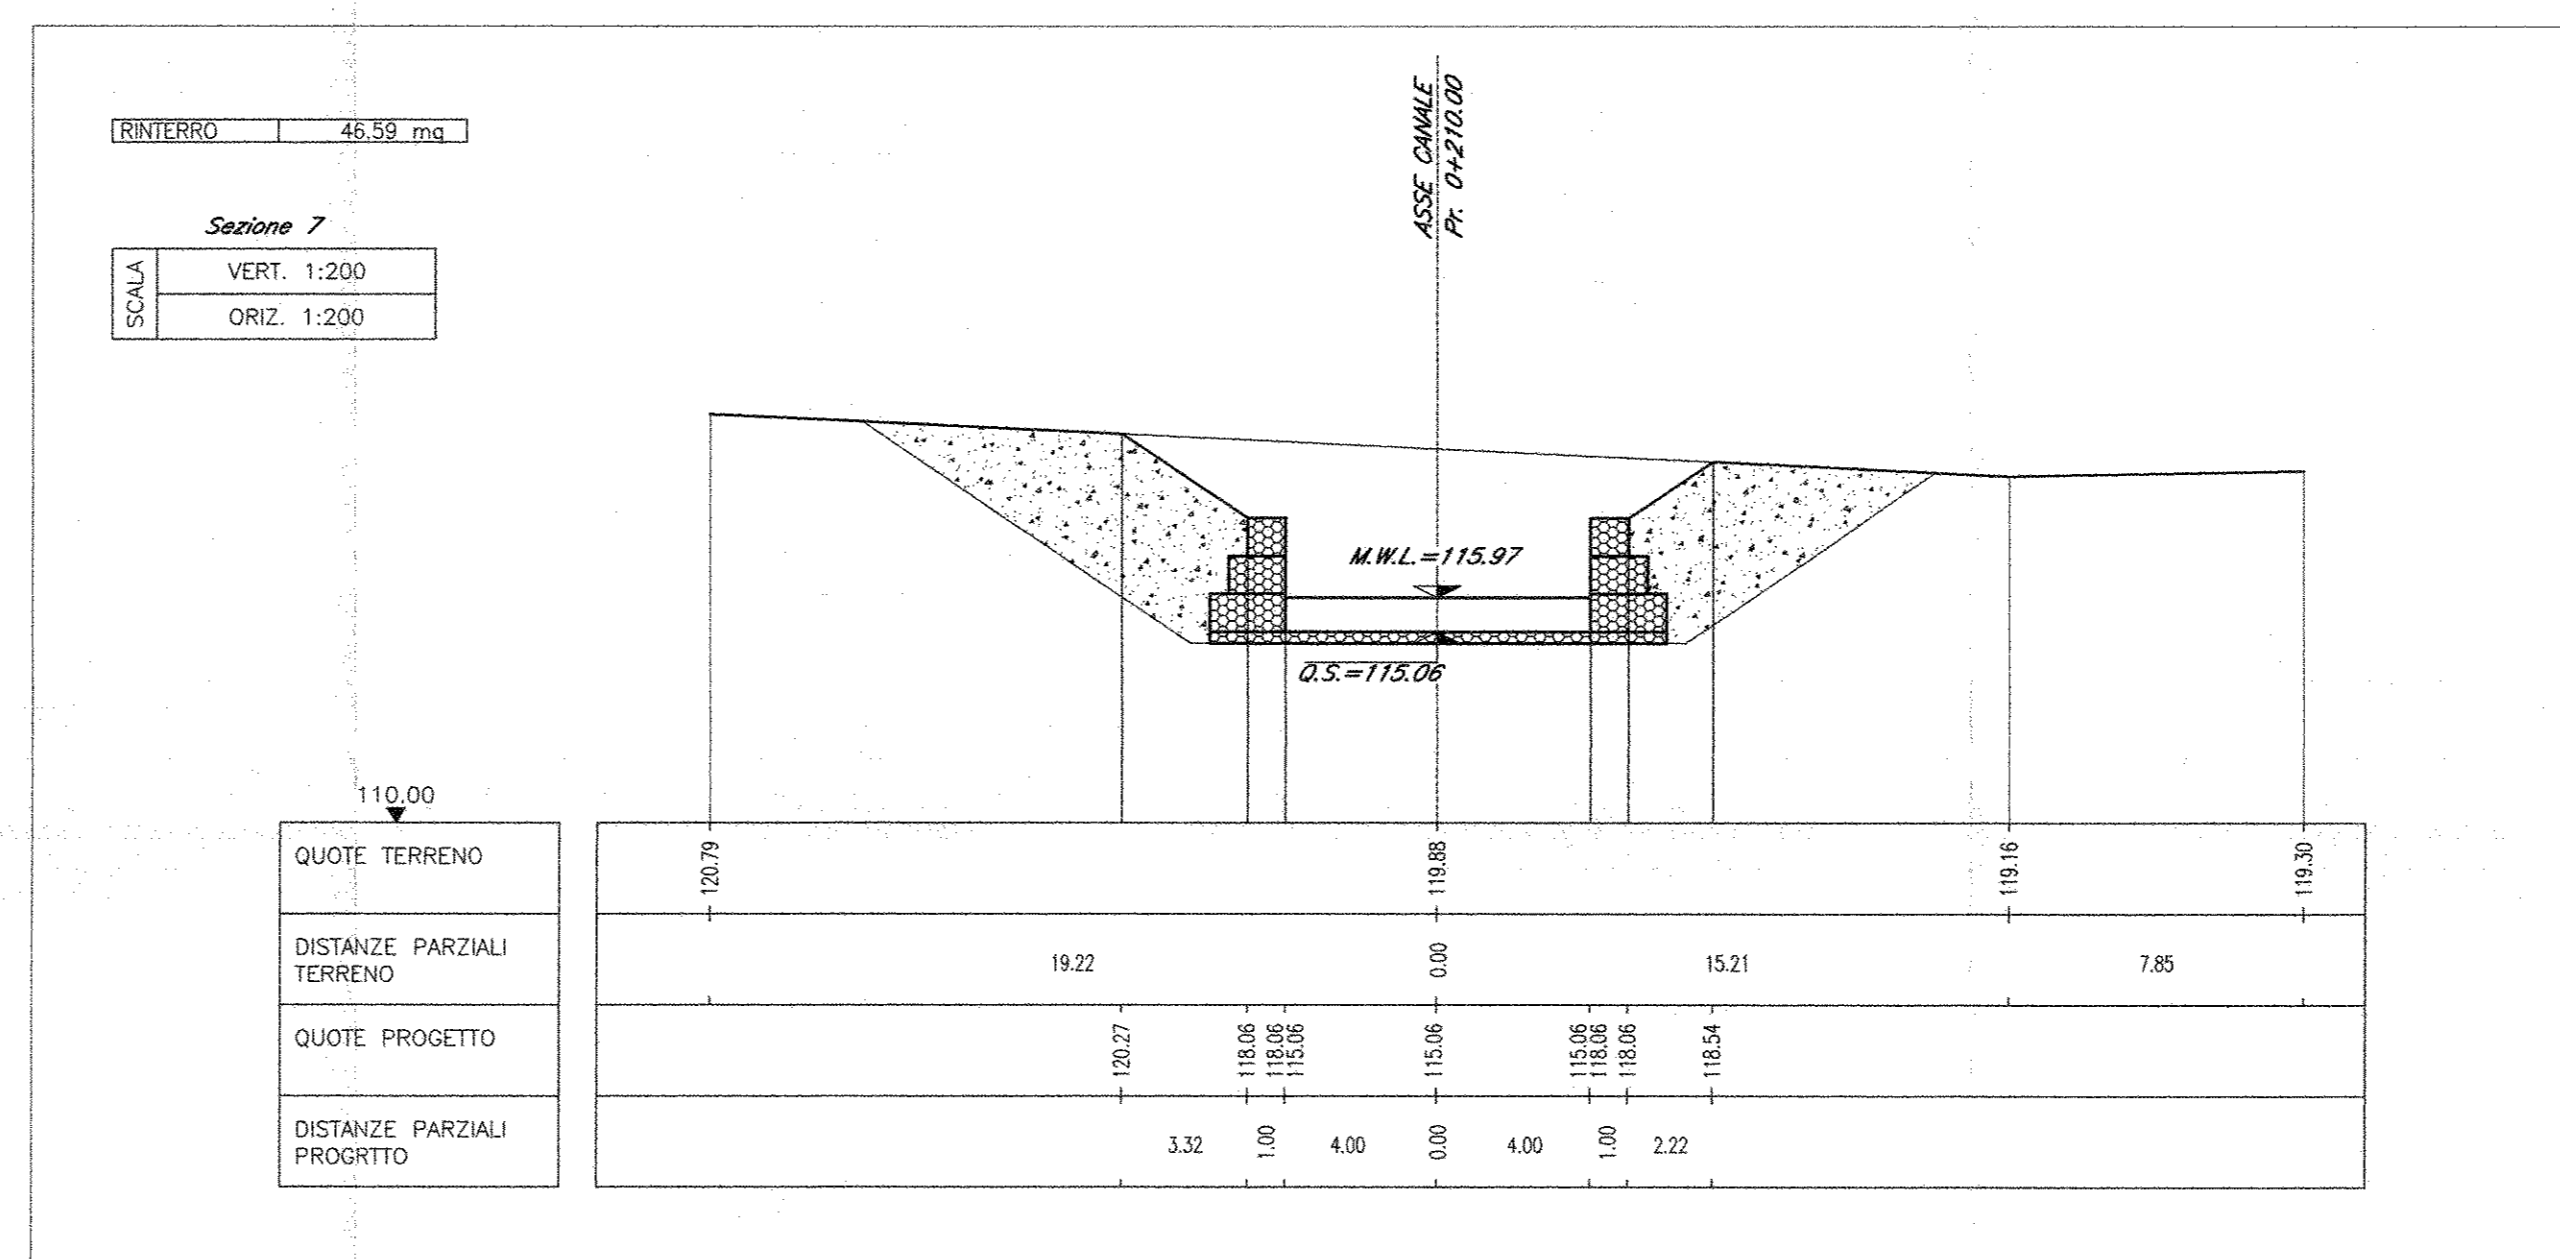 RINTERRO 46.59 mq
Sezione 7
SCALA
VERT. 1:200
ORIZ. 1:200
ASSE CANALE
Pr. 0+210.00
M.W.L.=115.97
Q.S.=115.06
110.00
QUOTE TERRENO
120.79 119.88 119.16 119.30
DISTANZE PARZIALI
TERRENO
19.22 0.00 15.21 7.85
QUOTE PROGETTO
120.27 118.06 118.06 115.06 115.06 115.06 118.06 118.06 118.54
DISTANZE PARZIALI
PROGRTTO
3.32 1.00 4.00 0.00 4.00 1.00 2.22